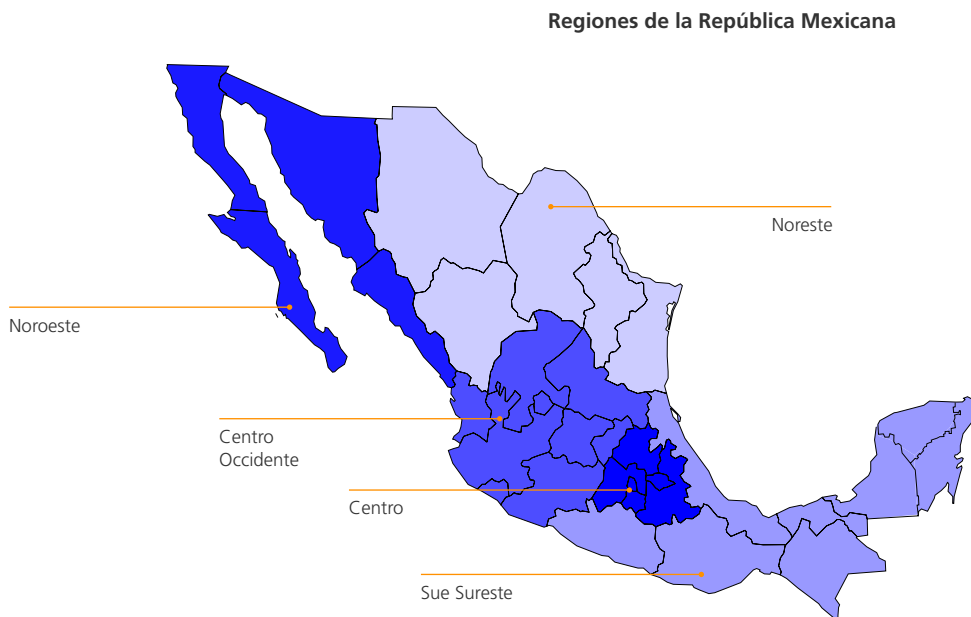 Regiones de la República Mexicana
Noreste
Noroeste
Centro
Occidente
Centro
Sue Sureste